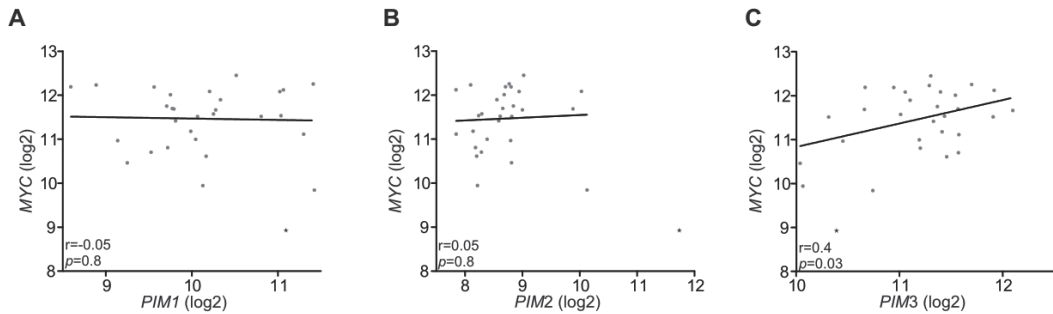 A
B
C
13
12
11
10
9
8
MYC (log2)
r=-0.05
p=0.8
9
10
11
PIM1 (log2)
13
12
11
10
9
8
MYC (log2)
r=0.05
p=0.8
8
9
10
11
12
PIM2 (log2)
13
12
11
10
9
8
MYC (log2)
r=0.4
p=0.03
10
11
12
PIM3 (log2)